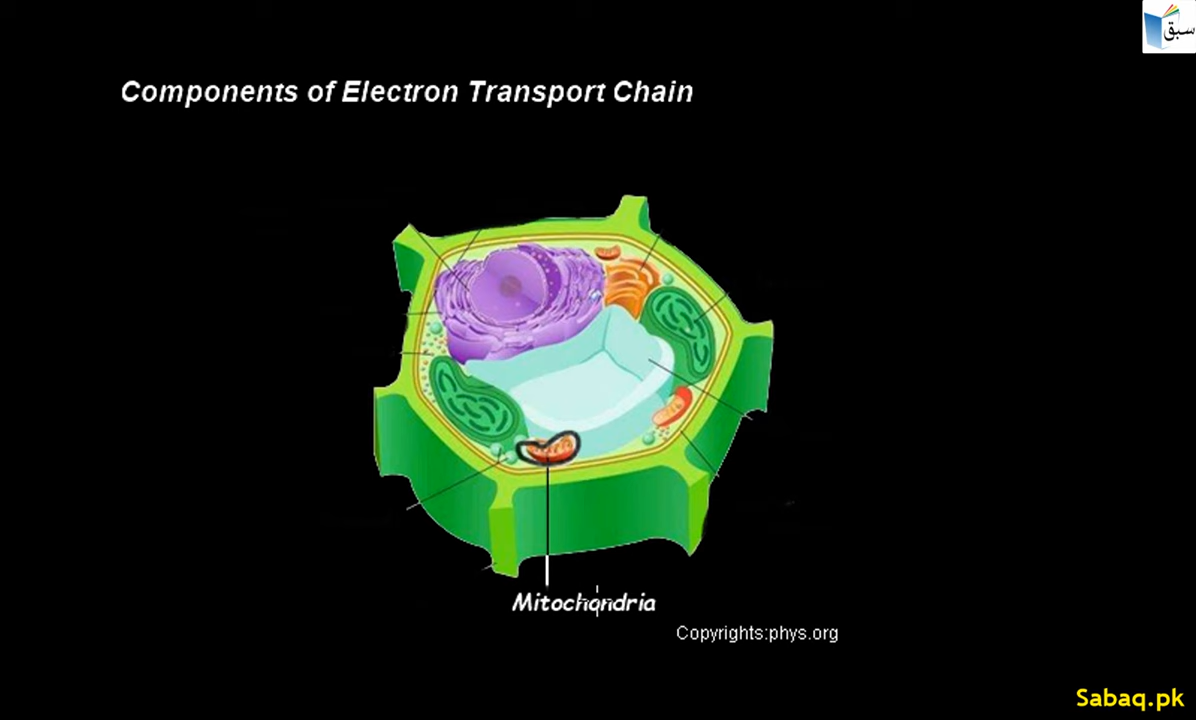 سبق
Components of Electron Transport Chain
Mitochondria
Copyrights:phys.org
Sabaq.pk